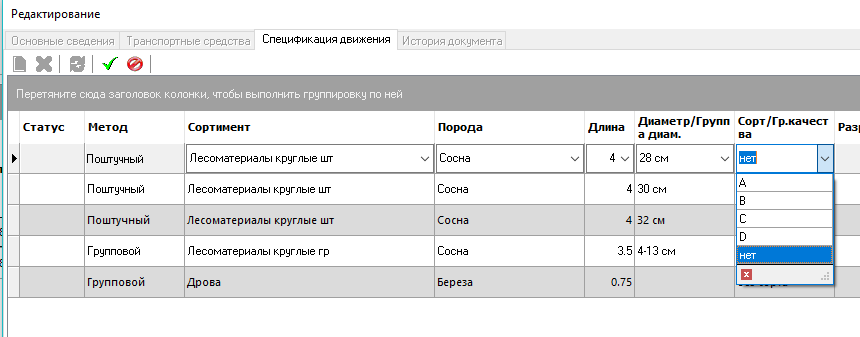 Редактирование
Основные сведения Транспортные средства Спецификация движения История документа
Перетяните сюда заголовок колонки, чтобы выполнить группировку по ней
Статус Метод Сортимент Порода Длина Диаметр/Групп Сорт/Гр.качест Разр
а диам. ва
Поштучный Лесоматериалы круглые шт Сосна 4 28 см нет
A
Поштучный Лесоматериалы круглые шт Сосна 4 30 см
B
C
Поштучный Лесоматериалы круглые шт Сосна 4 32 см
D
Групповой Лесоматериалы круглые гр Сосна 3.5 4-13 см нет
Групповой Дрова Береза 0.75